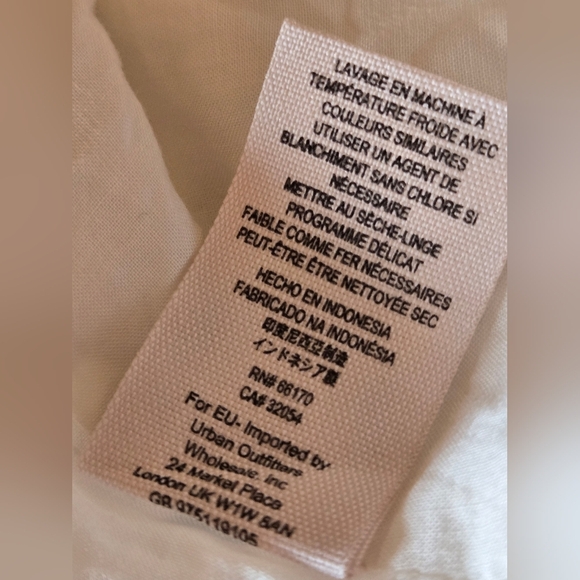 LAVAGE EN MACHINE À
TEMPÉRATURE FROIDE AVEC
COULEURS SIMILAIRES
UTILISER UN AGENT DE
BLANCHIMENT SANS CHLORE SI
NÉCESSAIRE
METTRE AU SÈCHE-LINGE
PROGRAMME DÉLICAT
FAIBLE COMME FER NÉCESSAIRES
PEUT-ÊTRE ÊTRE NETTOYÉE SEC
HECHO EN INDONESIA
FABRICADO NA INDONÉSIA
印度尼西亞制造
インドネシア製
RN# 66170
CA# 32054
For EU- Imported by
Urban Outfitters
Wholesale, Inc
24 Market Place
London UK W1W 8AN
GB 975119105